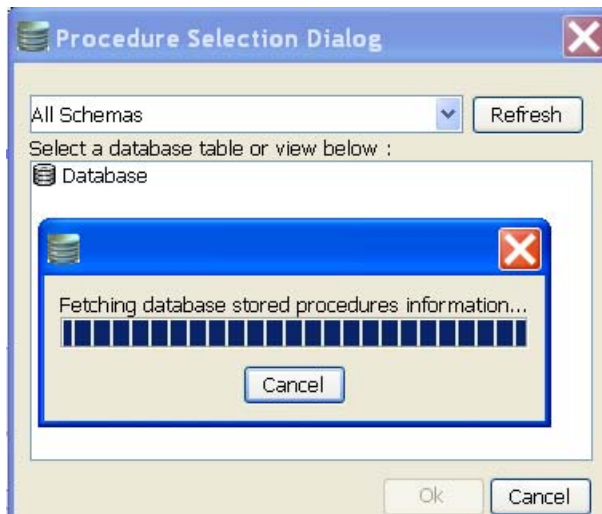 Procedure Selection Dialog
All Schemas
Refresh
Select a database table or view below :
Database
Fetching database stored procedures information...
Cancel
Ok
Cancel